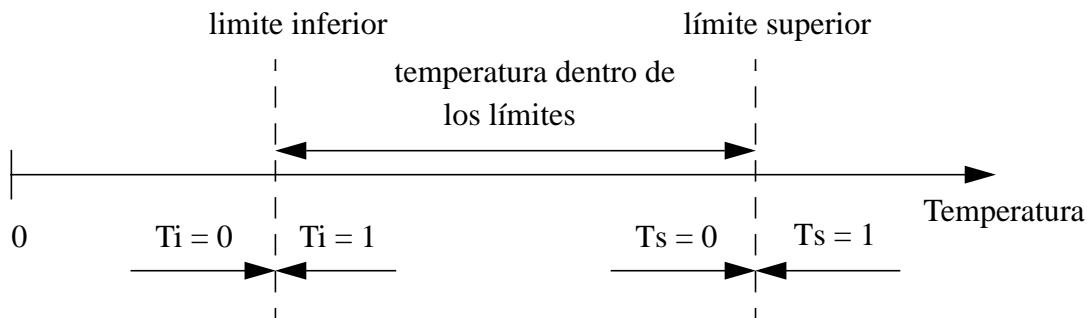 limite inferior
límite superior
temperatura dentro de
los límites
Temperatura
0
Ti = 0
Ti = 1
Ts = 0
Ts = 1